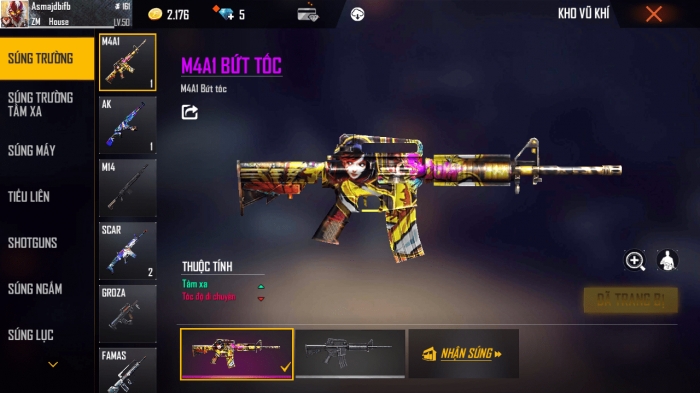 Asmajdbifb
# 161
ZM House
LV.50
2.176
5
KHO VŨ KHÍ
SÚNG TRƯỜNG
SÚNG TRƯỜNG
TẦM XA
SÚNG MÁY
TIỂU LIÊN
SHOTGUNS
SÚNG NGẮM
SÚNG LỤC
M4A1
1
AK
1
M14
SCAR
2
GROZA
FAMAS
M4A1 BỨT TỐC
M4A1 Bứt tốc
THUỘC TÍNH
Tầm xa
Tốc độ di chuyển
ĐÃ TRANG BỊ
NHẬN SÚNG